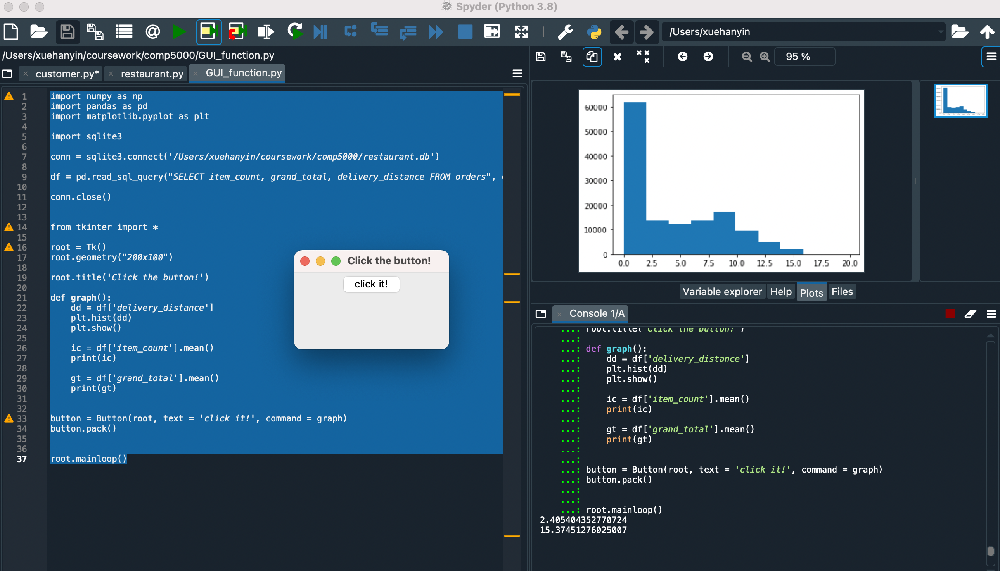 Spyder (Python 3.8)
/Users/xuehanyin
/Users/xuehanyin/coursework/comp5000/GUI_function.py
95 %
customer.py*
restaurant.py
GUI_function.py
1 import numpy as np
2 import pandas as pd
3 import matplotlib.pyplot as plt
4
5 import sqlite3
6
7 conn = sqlite3.connect('/Users/xuehanyin/coursework/comp5000/restaurant.db')
8
9 df = pd.read_sql_query("SELECT item_count, grand_total, delivery_distance FROM orders",
10
11 conn.close()
12
13
14 from tkinter import *
15
16 root = Tk()
17 root.geometry("200x100")
18
19 root.title('Click the button!')
20
21 def graph():
22     dd = df['delivery_distance']
23     plt.hist(dd)
24     plt.show()
25
26     ic = df['item_count'].mean()
27     print(ic)
28
29     gt = df['grand_total'].mean()
30     print(gt)
31
32
33 button = Button(root, text = 'click it!', command = graph)
34 button.pack()
35
36
37 root.mainloop()
Click the button!
click it!
60000
50000
40000
30000
20000
10000
0
0.0 2.5 5.0 7.5 10.0 12.5 15.0 17.5 20.0
Variable explorer
Help
Plots
Files
Console 1/A
...: root.title('Click the button!')
...:
...: def graph():
...:     dd = df['delivery_distance']
...:     plt.hist(dd)
...:     plt.show()
...:
...:     ic = df['item_count'].mean()
...:     print(ic)
...:
...:     gt = df['grand_total'].mean()
...:     print(gt)
...:
...:
...: button = Button(root, text = 'click it!', command = graph)
...: button.pack()
...:
...:
...: root.mainloop()
2.405404352770724
15.37451276025007